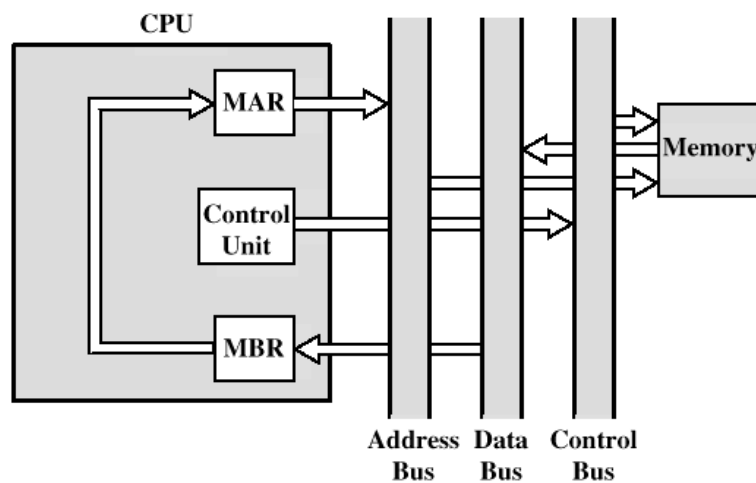 CPU
MAR
Memory
Control
Unit
MBR
Address
Bus
Data
Bus
Control
Bus